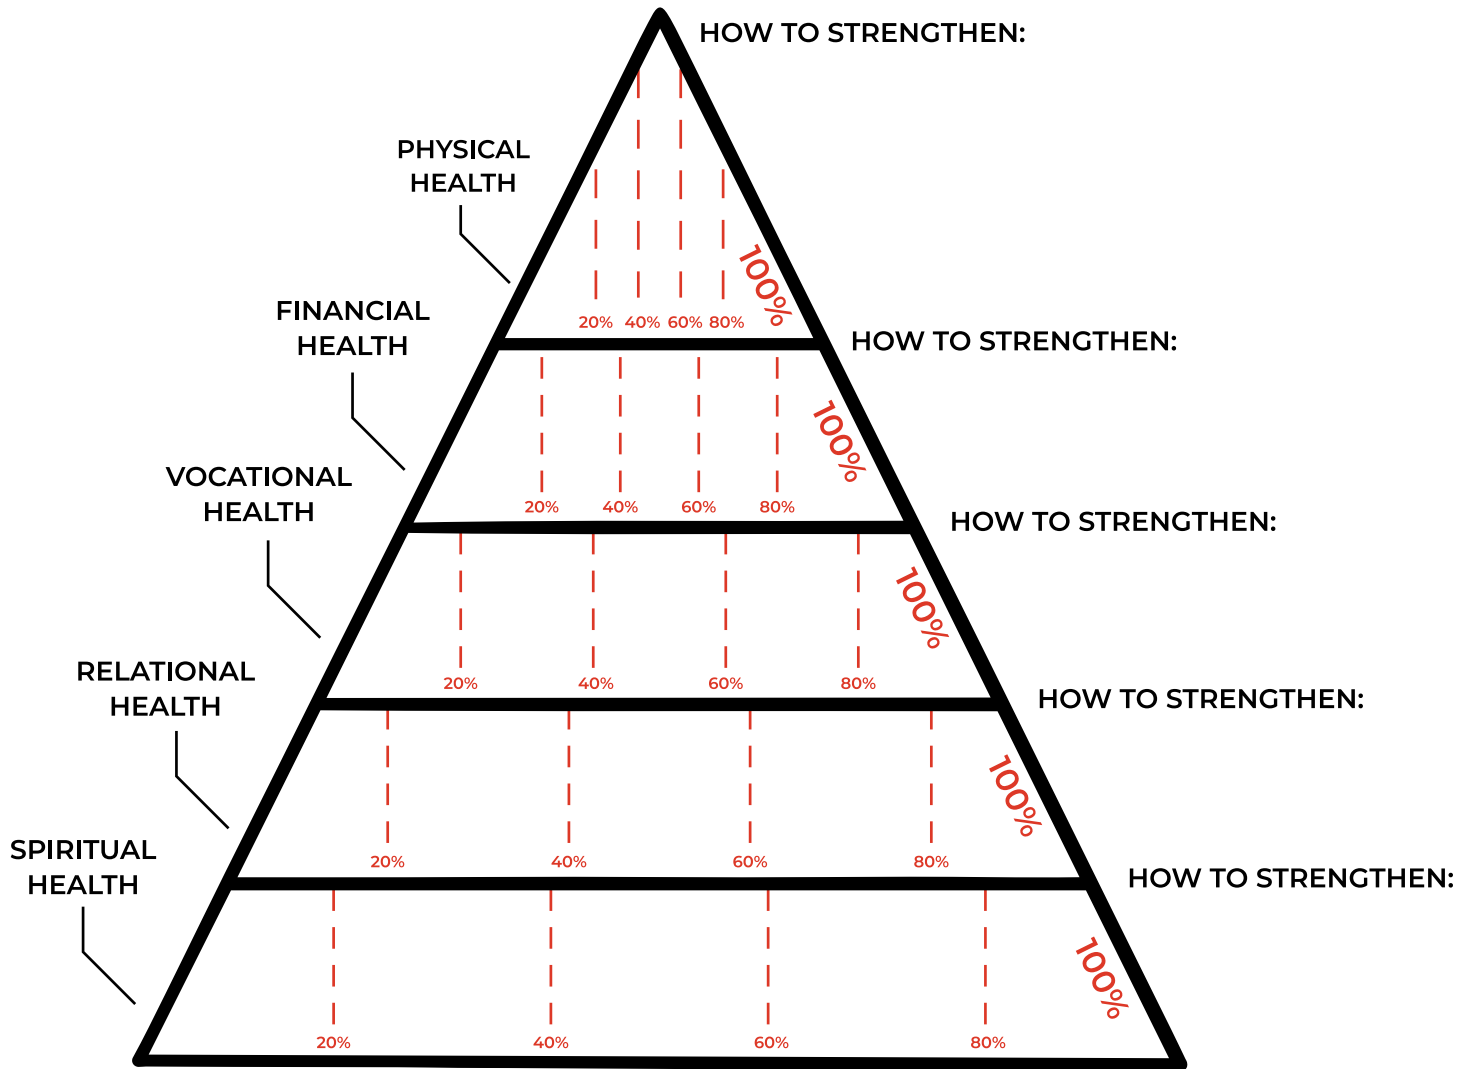 HOW TO STRENGTHEN:
PHYSICAL
HEALTH
20% 40% 60% 80% 100%
FINANCIAL
HEALTH
HOW TO STRENGTHEN:
20% 40% 60% 80% 100%
VOCATIONAL
HEALTH
HOW TO STRENGTHEN:
20% 40% 60% 80% 100%
RELATIONAL
HEALTH
HOW TO STRENGTHEN:
20% 40% 60% 80% 100%
SPIRITUAL
HEALTH
HOW TO STRENGTHEN:
20% 40% 60% 80% 100%